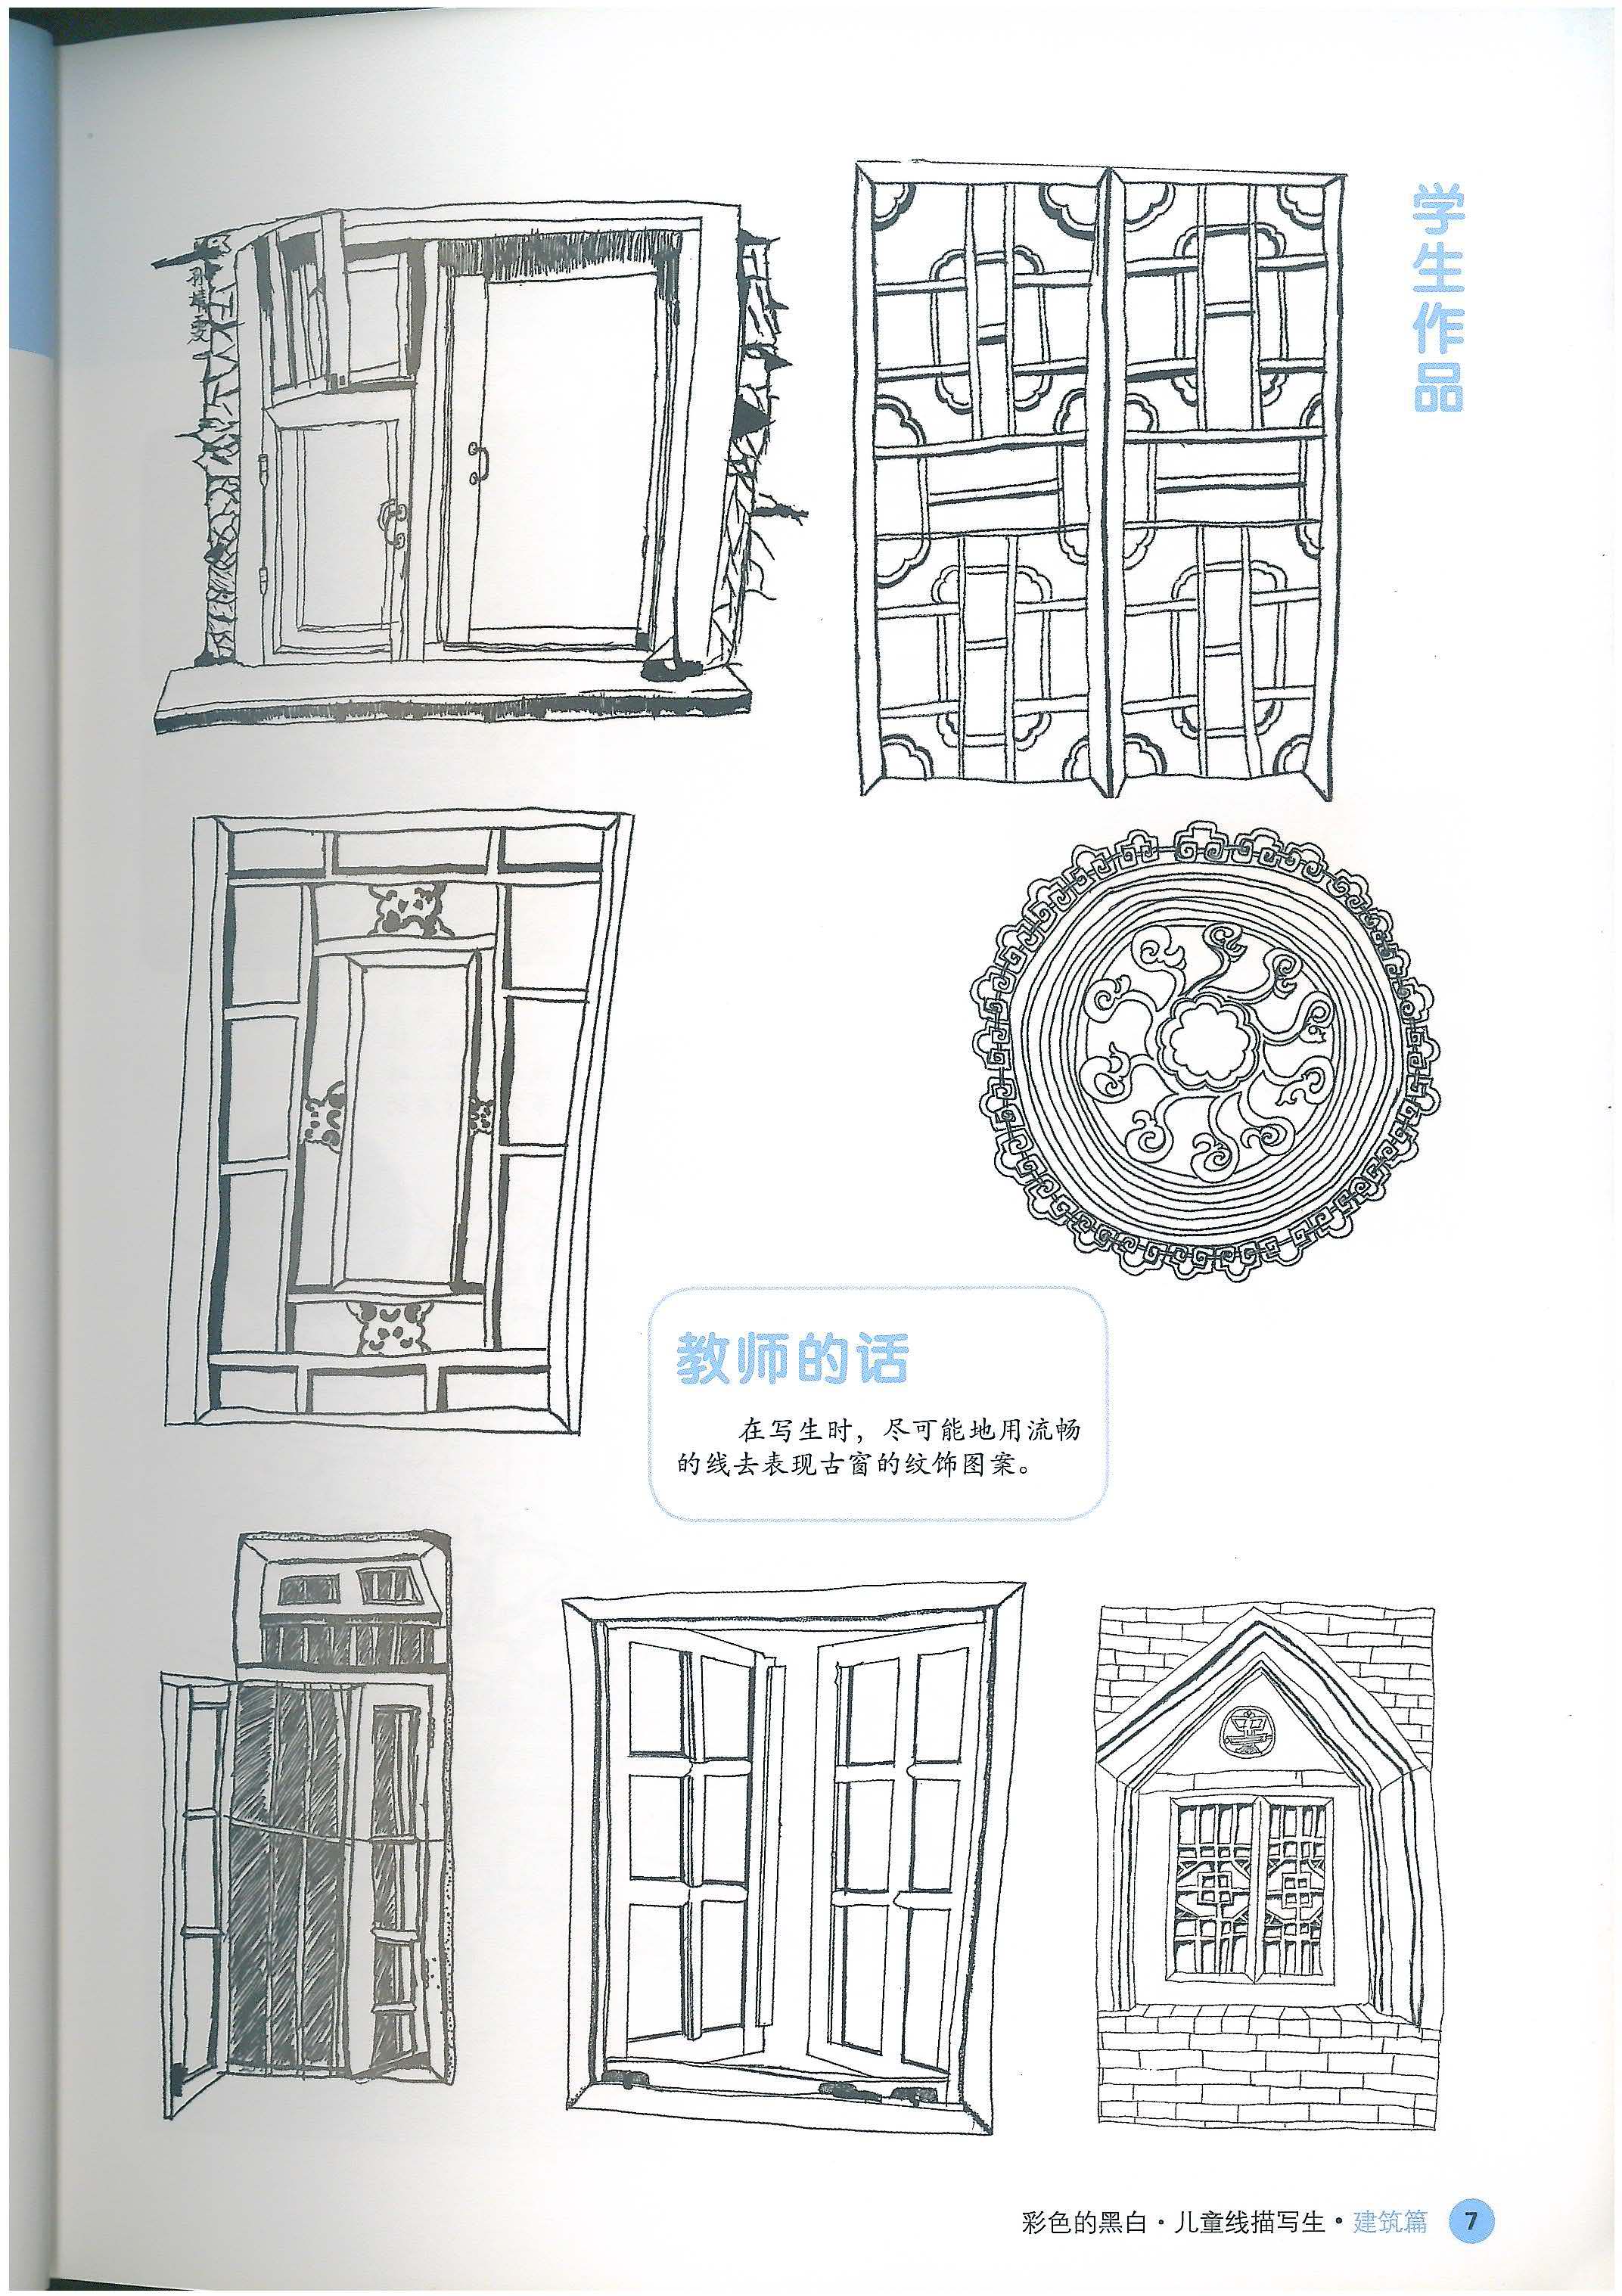 学生作品
教师的话
在写生时，尽可能地用流畅
的线去表现古窗的纹饰图案。
彩色的黑白·儿童线描写生·建筑篇 7